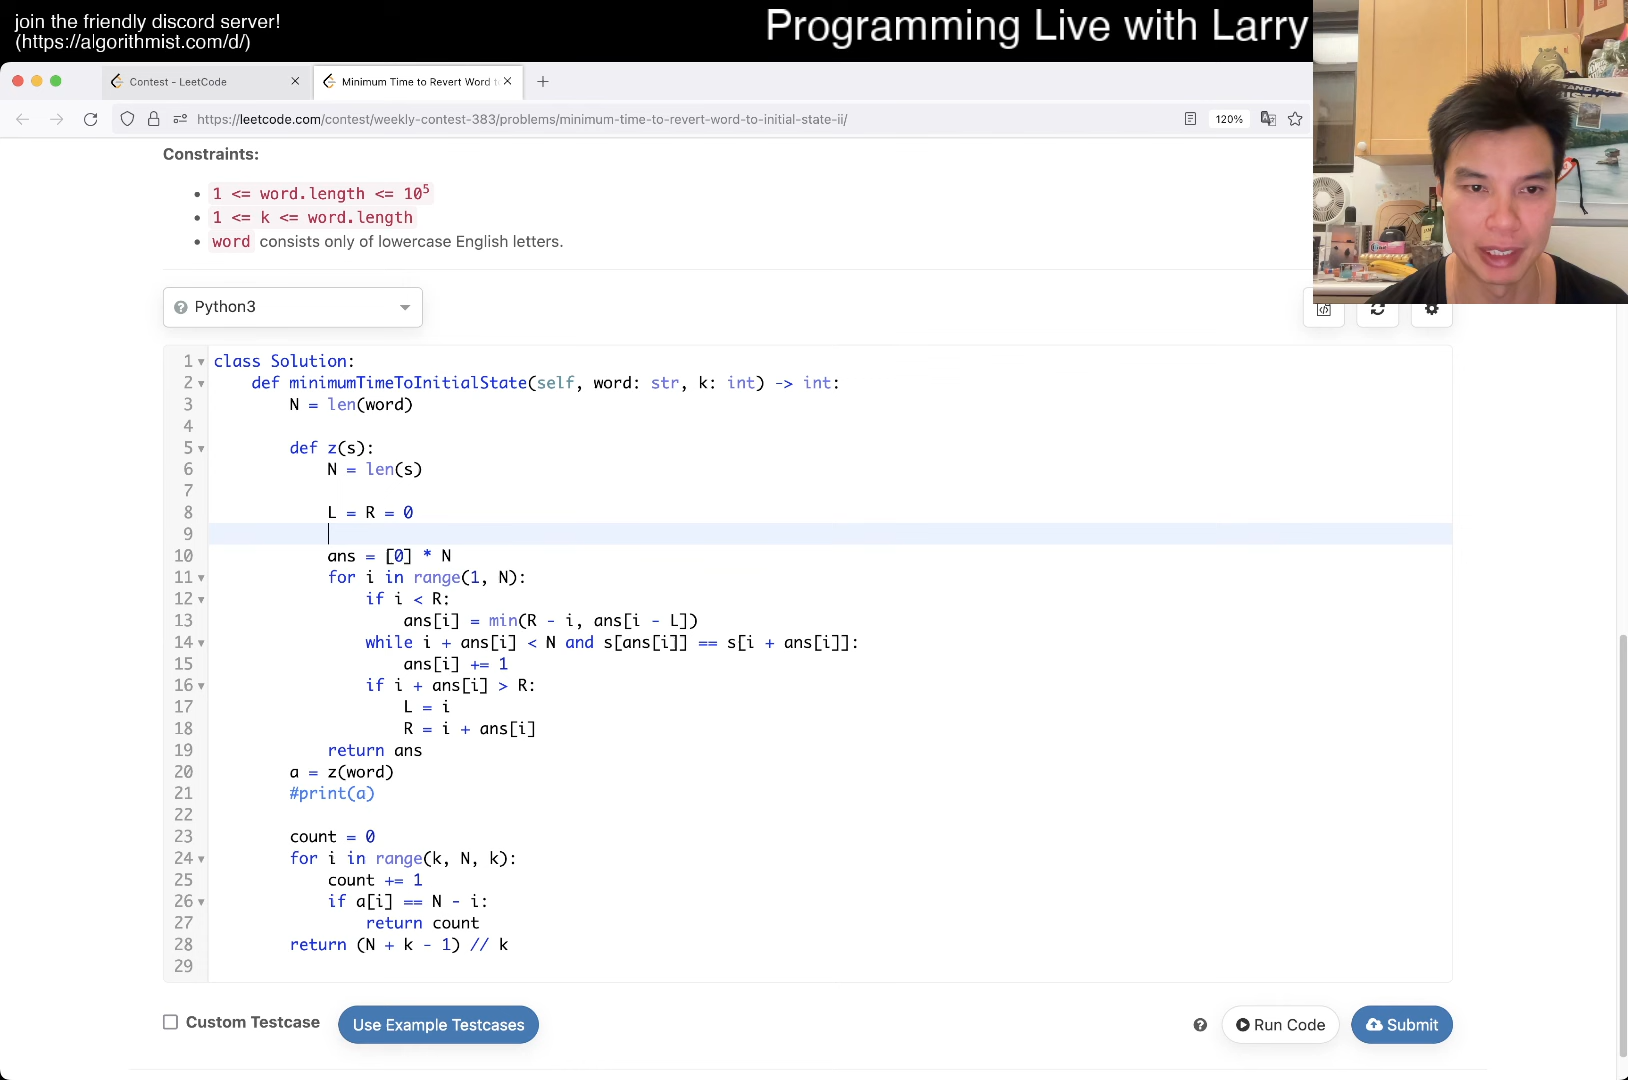 join the friendly discord server!
(https://algorithmist.com/d/)
Programming Live with Larry
Contest - LeetCode
Minimum Time to Revert Word t
https://leetcode.com/contest/weekly-contest-383/problems/minimum-time-to-revert-word-to-initial-state-ii/
120%
Constraints:
1 <= word.length <= 10^5
1 <= k <= word.length
word consists only of lowercase English letters.
Python3
1 class Solution:
2     def minimumTimeToInitialState(self, word: str, k: int) -> int:
3         N = len(word)
4
5         def z(s):
6             N = len(s)
7
8             L = R = 0
9
10             ans = [0] * N
11             for i in range(1, N):
12                 if i < R:
13                     ans[i] = min(R - i, ans[i - L])
14                 while i + ans[i] < N and s[ans[i]] == s[i + ans[i]]:
15                     ans[i] += 1
16                 if i + ans[i] > R:
17                     L = i
18                     R = i + ans[i]
19             return ans
20         a = z(word)
21         #print(a)
22
23         count = 0
24         for i in range(k, N, k):
25             count += 1
26             if a[i] == N - i:
27                 return count
28         return (N + k - 1) // k
29
Custom Testcase
Use Example Testcases
Run Code
Submit